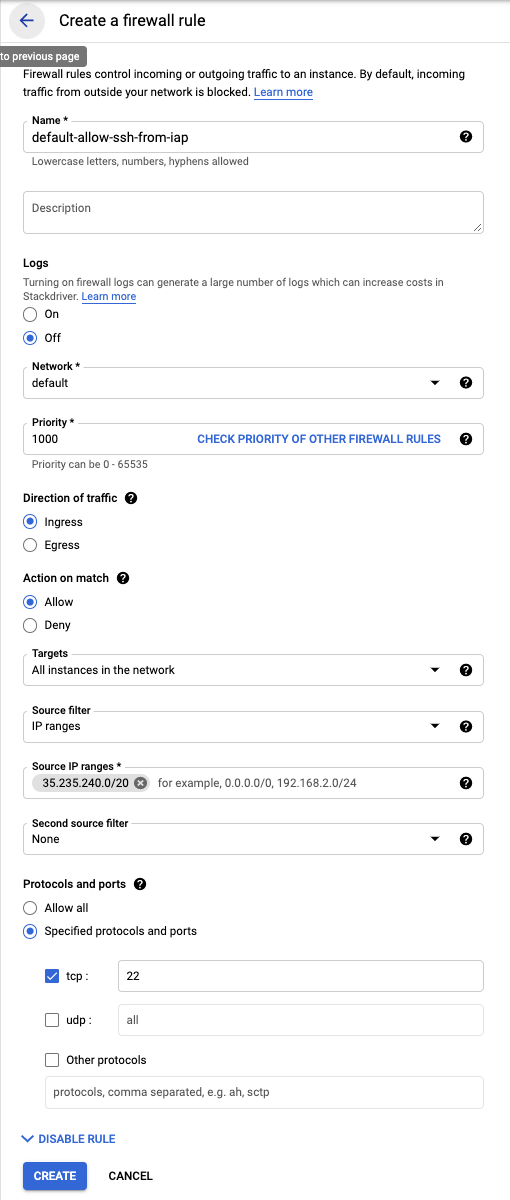 Create a firewall rule
to previous page
Firewall rules control incoming or outgoing traffic to an instance. By default, incoming
traffic from outside your network is blocked. Learn more
Name *
default-allow-ssh-from-iap
Lowercase letters, numbers, hyphens allowed
Description
Logs
Turning on firewall logs can generate a large number of logs which can increase costs in
Stackdriver. Learn more
On
Off
Network *
default
Priority *
1000 CHECK PRIORITY OF OTHER FIREWALL RULES
Priority can be 0 - 65535
Direction of traffic
Ingress
Egress
Action on match
Allow
Deny
Targets
All instances in the network
Source filter
IP ranges
Source IP ranges *
35.235.240.0/20 for example, 0.0.0.0/0, 192.168.2.0/24
Second source filter
None
Protocols and ports
Allow all
Specified protocols and ports
tcp : 22
udp : all
Other protocols
protocols, comma separated, e.g. ah, sctp
DISABLE RULE
CREATE CANCEL